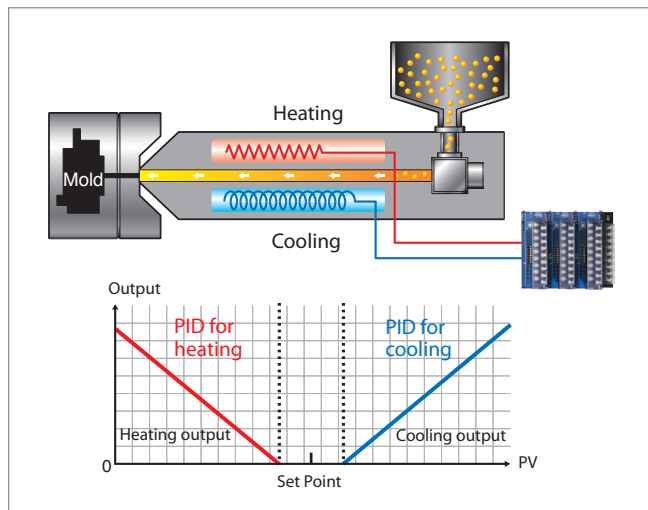 Heating
Mold
Cooling
Output
PID for
heating
PID for
cooling
Heating output
Cooling output
0
Set Point
PV